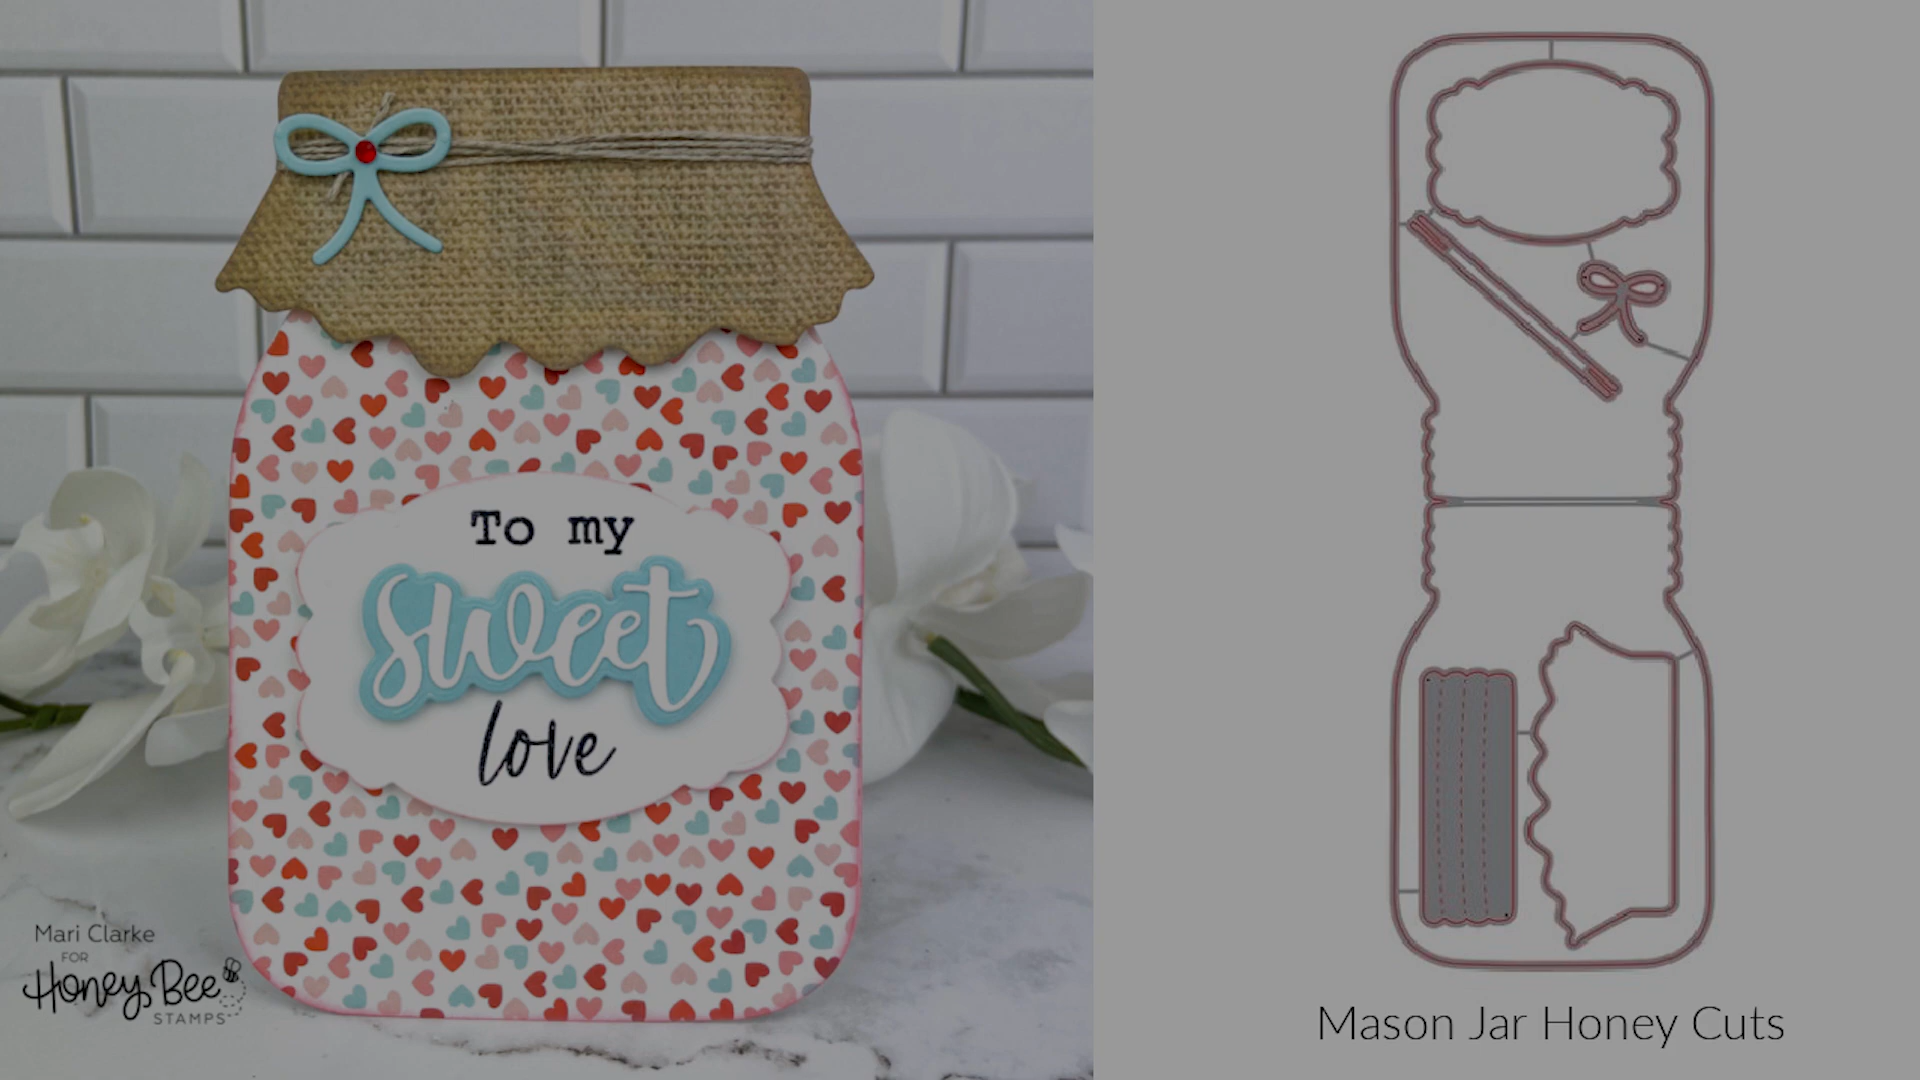 To my
sweet
love
Mari Clarke
FOR
Honey Bee
STAMPS
Mason Jar Honey Cuts